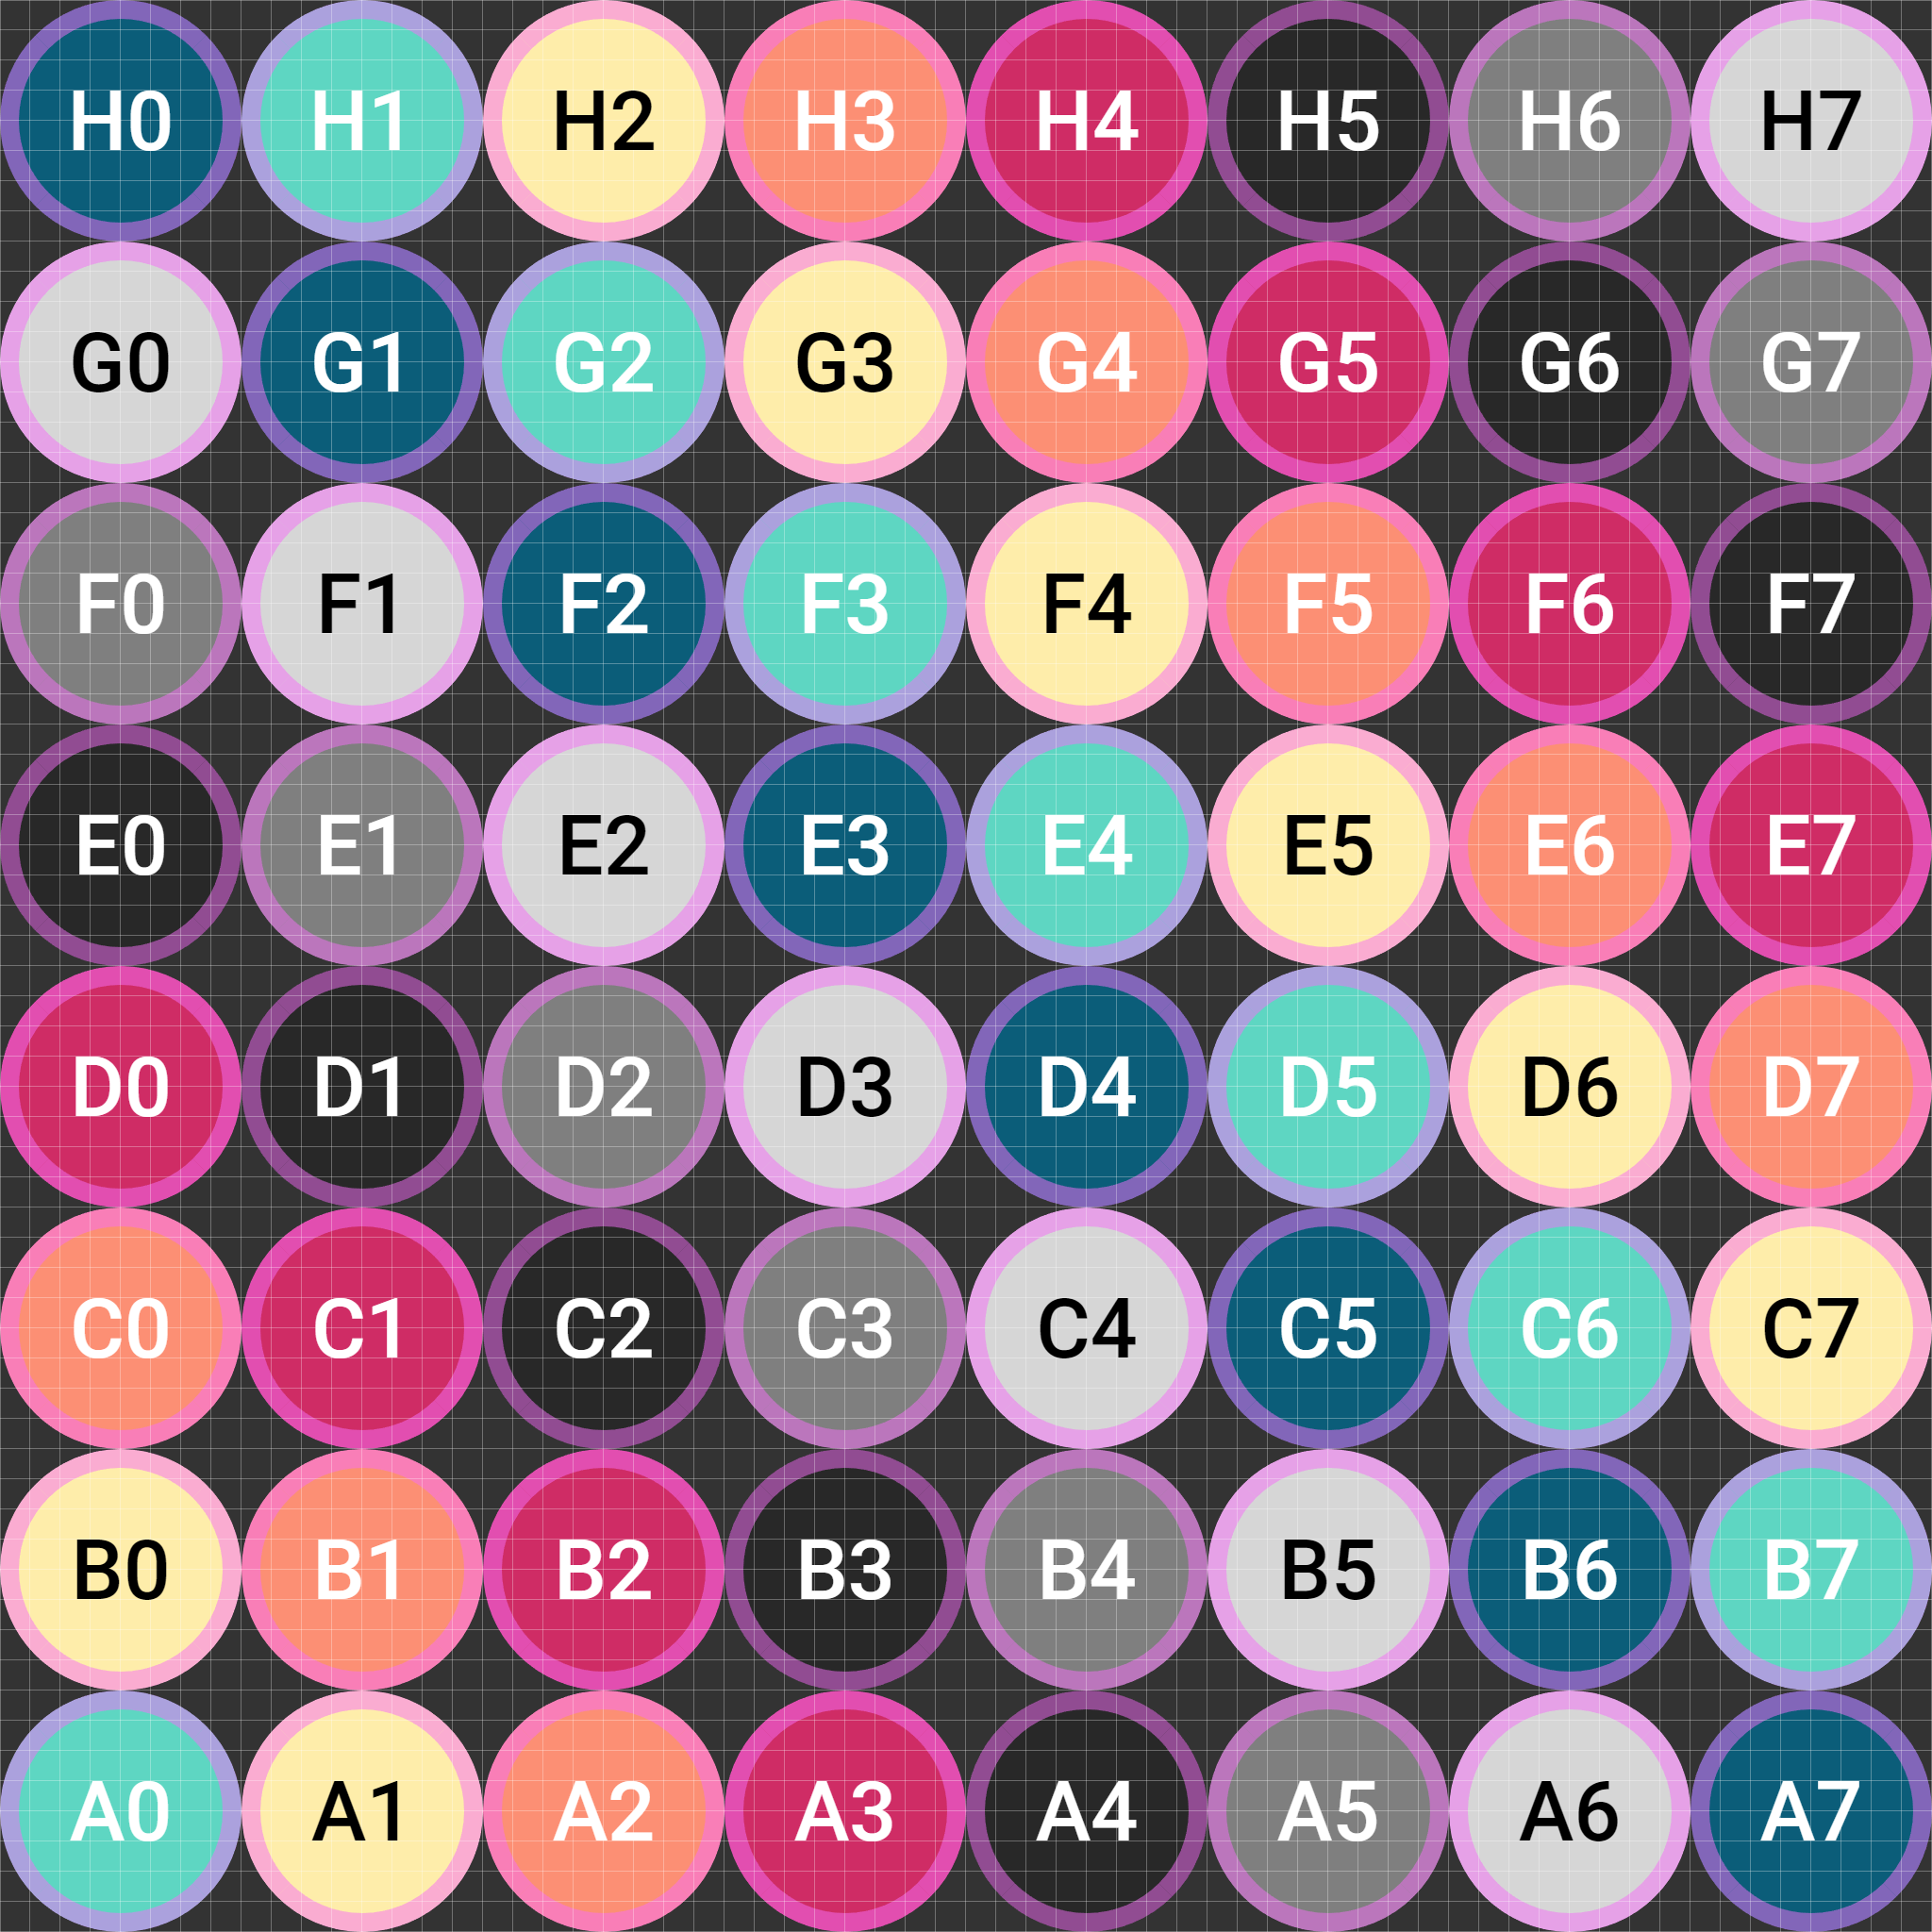 H0 H1 H2 H3 H4 H5 H6 H7
G0 G1 G2 G3 G4 G5 G6 G7
F0 F1 F2 F3 F4 F5 F6 F7
E0 E1 E2 E3 E4 E5 E6 E7
D0 D1 D2 D3 D4 D5 D6 D7
C0 C1 C2 C3 C4 C5 C6 C7
B0 B1 B2 B3 B4 B5 B6 B7
A0 A1 A2 A3 A4 A5 A6 A7